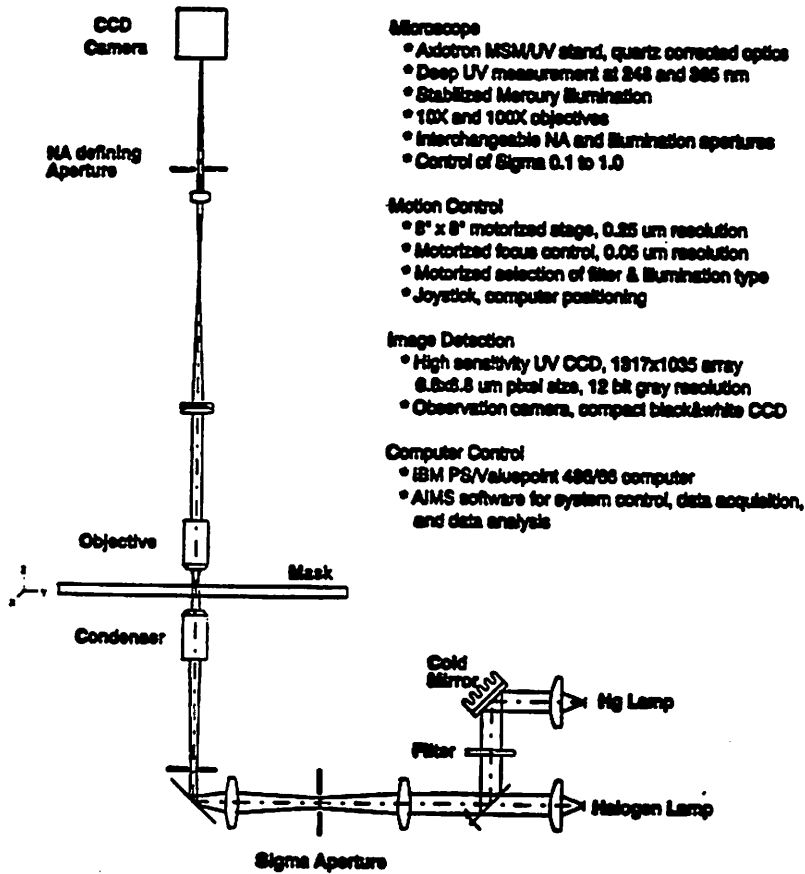 CCD
Camera
NA defining
Aperture
Objective
Mask
Z
X
Y
Condenser
Cold
Mirror
Hg Lamp
Filter
Halogen Lamp
Sigma Aperture
Microscope
* Axiotron MSM/UV stand, quartz corrected optics
* Deep UV measurement at 248 and 365 nm
* Stabilized Mercury illumination
* 10X and 100X objectives
* Interchangeable NA and illumination apertures
* Control of Sigma 0.1 to 1.0
Motion Control
* 8" x 8" motorized stage, 0.25 um resolution
* Motorized focus control, 0.05 um resolution
* Motorized selection of filter & illumination type
* Joystick, computer positioning
Image Detection
* High sensitivity UV CCD, 1317x1035 array
6.8x6.8 um pixel size, 12 bit gray resolution
* Observation camera, compact black&white CCD
Computer Control
* IBM PS/Valuepoint 486/66 computer
* AIMS software for system control, data acquisition,
and data analysis